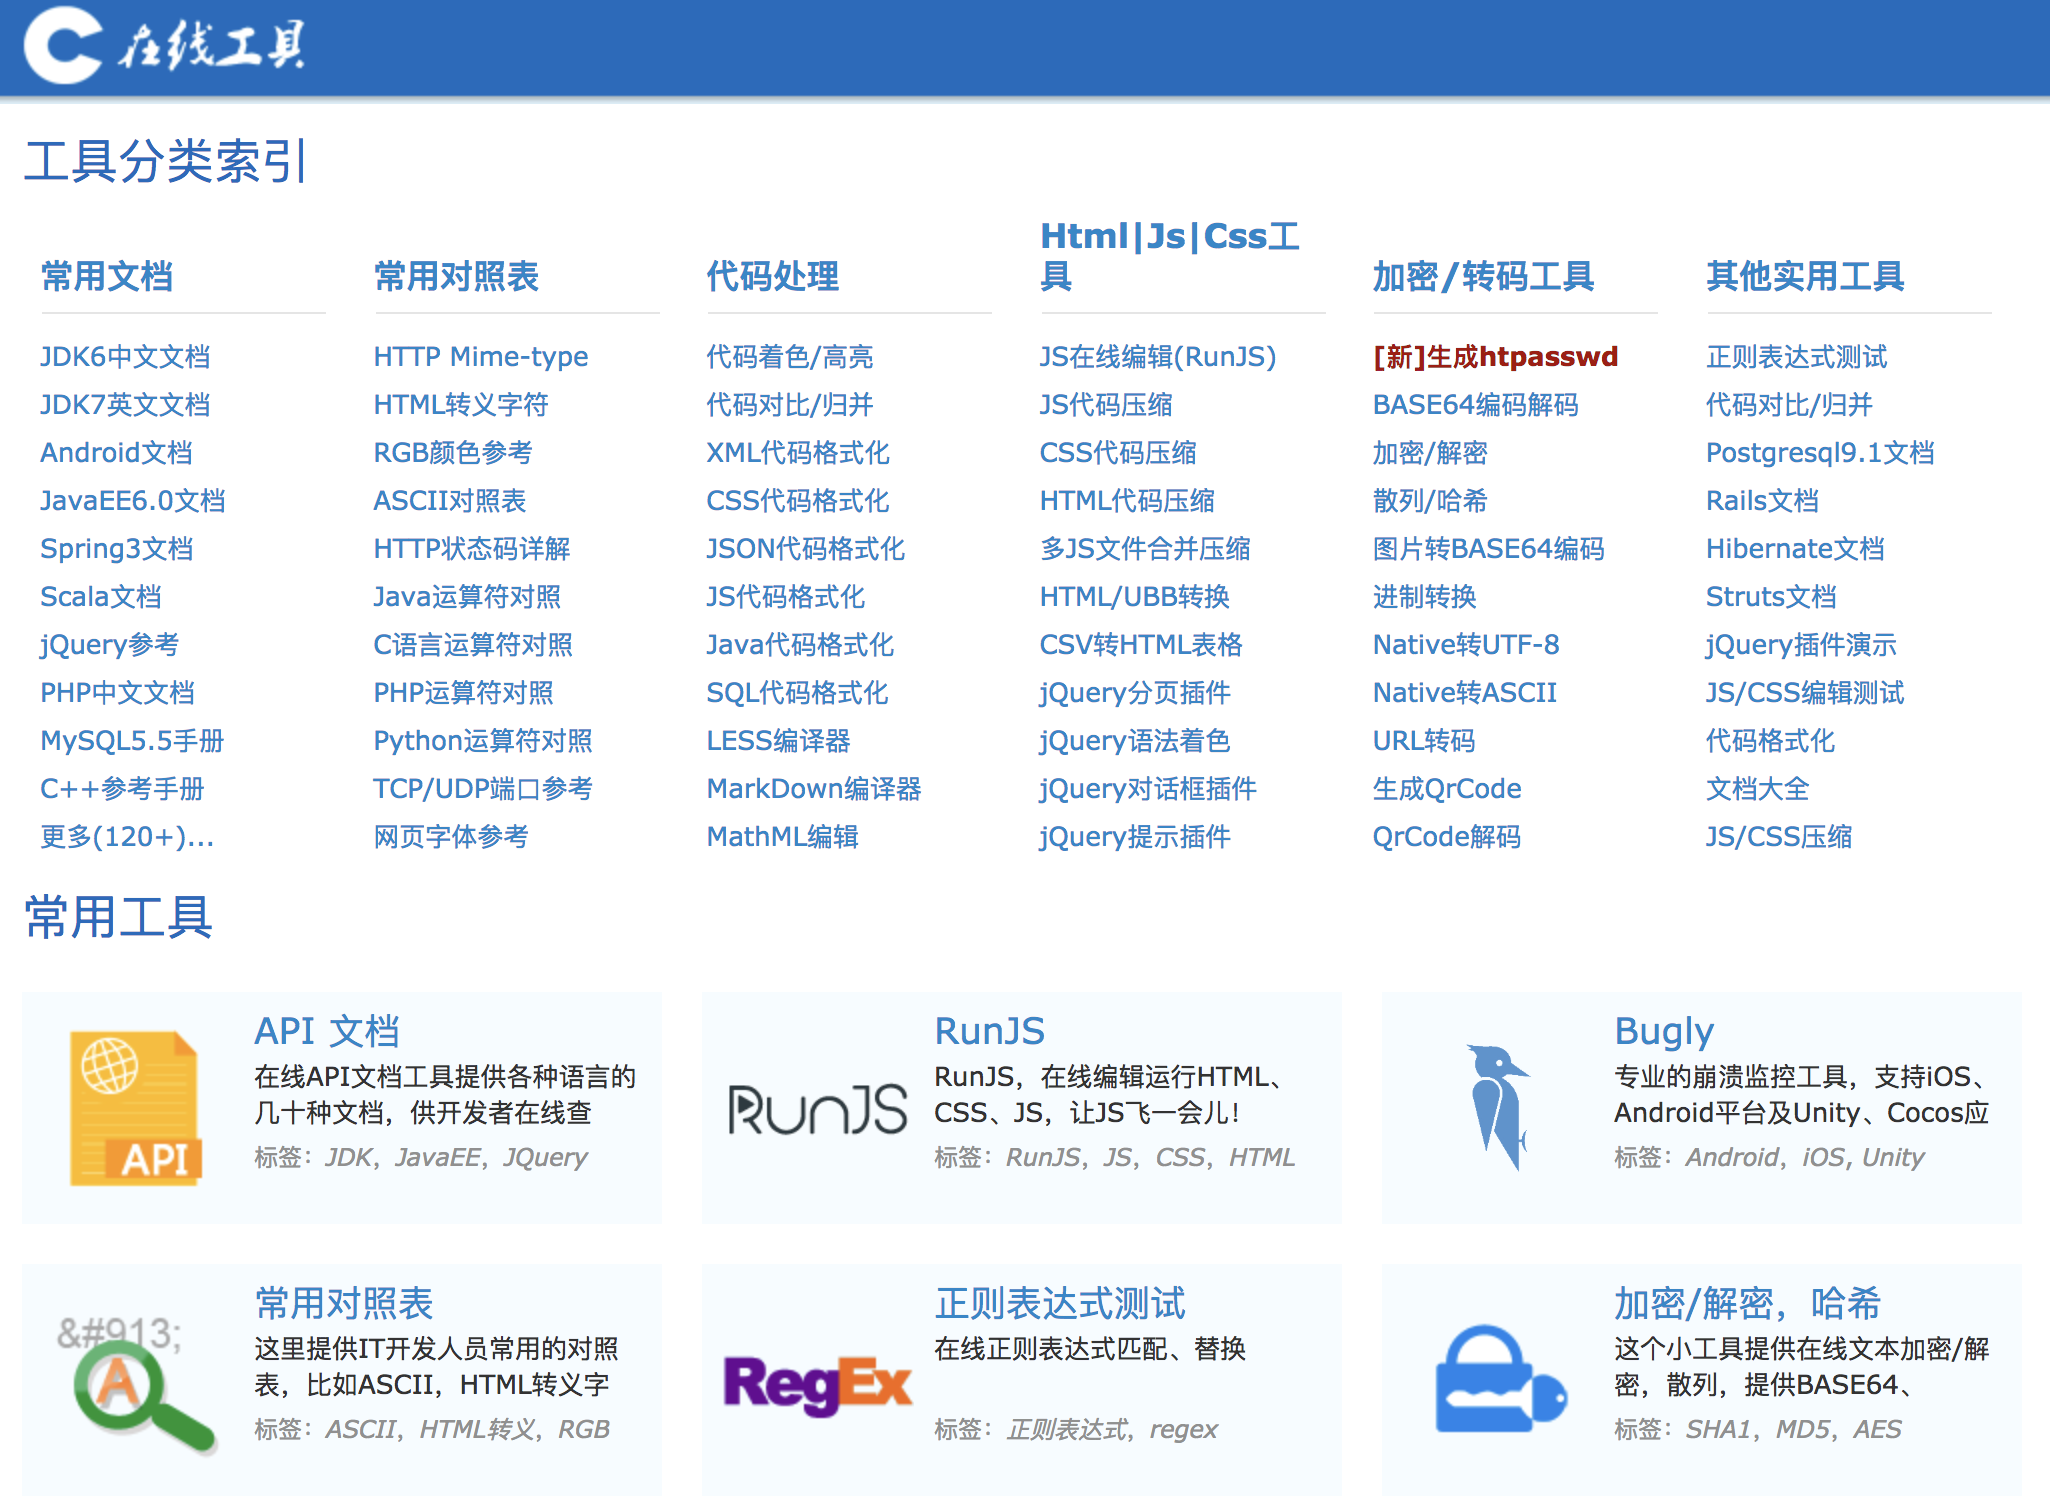 C 在线工具
工具分类索引
常用文档
JDK6中文文档
JDK7英文文档
Android文档
JavaEE6.0文档
Spring3文档
Scala文档
jQuery参考
PHP中文文档
MySQL5.5手册
C++参考手册
更多(120+)...
常用对照表
HTTP Mime-type
HTML转义字符
RGB颜色参考
ASCII对照表
HTTP状态码详解
Java运算符对照
C语言运算符对照
PHP运算符对照
Python运算符对照
TCP/UDP端口参考
网页字体参考
代码处理
代码着色/高亮
代码对比/归并
XML代码格式化
CSS代码格式化
JSON代码格式化
JS代码格式化
Java代码格式化
SQL代码格式化
LESS编译器
MarkDown编译器
MathML编辑
Html|Js|Css工
具
JS在线编辑(RunJS)
JS代码压缩
CSS代码压缩
HTML代码压缩
多JS文件合并压缩
HTML/UBB转换
CSV转HTML表格
jQuery分页插件
jQuery语法着色
jQuery对话框插件
jQuery提示插件
加密/转码工具
[新]生成htpasswd
BASE64编码解码
加密/解密
散列/哈希
图片转BASE64编码
进制转换
Native转UTF-8
Native转ASCII
URL转码
生成QrCode
QrCode解码
其他实用工具
正则表达式测试
代码对比/归并
Postgresql9.1文档
Rails文档
Hibernate文档
Struts文档
jQuery插件演示
JS/CSS编辑测试
代码格式化
文档大全
JS/CSS压缩
常用工具
API
API 文档
在线API文档工具提供各种语言的
几十种文档，供开发者在线查
标签：JDK，JavaEE，JQuery
RunJS
RunJS
RunJS，在线编辑运行HTML、
CSS、JS，让JS飞一会儿！
标签：RunJS，JS，CSS，HTML
Bugly
专业的崩溃监控工具，支持iOS、
Android平台及Unity、Cocos应
标签：Android，iOS, Unity
&#913;
A
常用对照表
这里提供IT开发人员常用的对照
表，比如ASCII，HTML转义字
标签：ASCII，HTML转义，RGB
RegEx
正则表达式测试
在线正则表达式匹配、替换
标签：正则表达式，regex
加密/解密，哈希
这个小工具提供在线文本加密/解
密，散列，提供BASE64、
标签：SHA1，MD5，AES